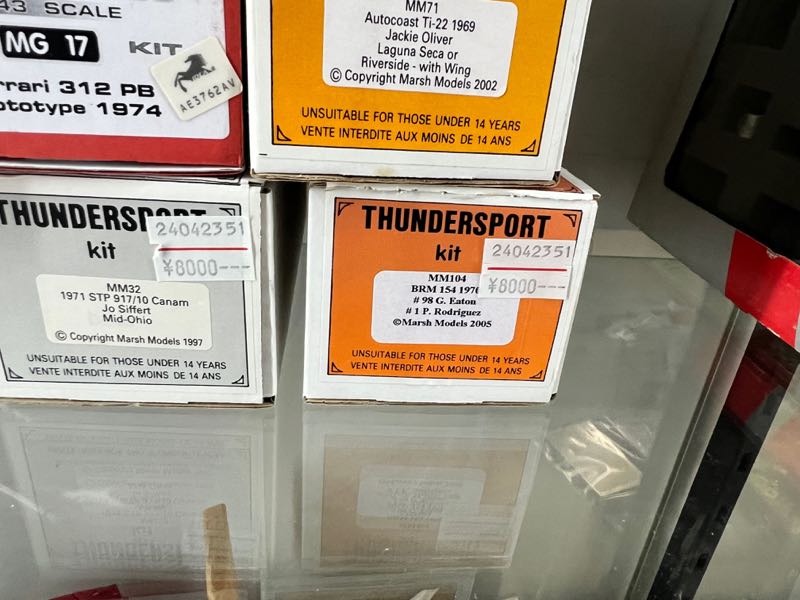 43 SCALE
MG 17 KIT
rrari 312 PB
ototype 1974
AE3762AV
MM71
Autocoast Ti-22 1969
Jackie Oliver
Laguna Seca or
Riverside - with Wing
© Copyright Marsh Models 2002
UNSUITABLE FOR THOSE UNDER 14 YEARS
VENTE INTERDITE AUX MOINS DE 14 ANS
THUNDERSPORT
kit
24042351
¥8000---
MM32
1971 STP 917/10 Canam
Jo Siffert
Mid-Ohio
© Copyright Marsh Models 1997
UNSUITABLE FOR THOSE UNDER 14 YEARS
VENTE INTERDITE AUX MOINS DE 14 ANS
THUNDERSPORT
kit
24042351
¥8000---
MM104
BRM 154 1970
# 98 G. Eaton
# 1 P. Rodriguez
©Marsh Models 2005
UNSUITABLE FOR THOSE UNDER 14 YEARS
VENTE INTERDITE AUX MOINS DE 14 ANS